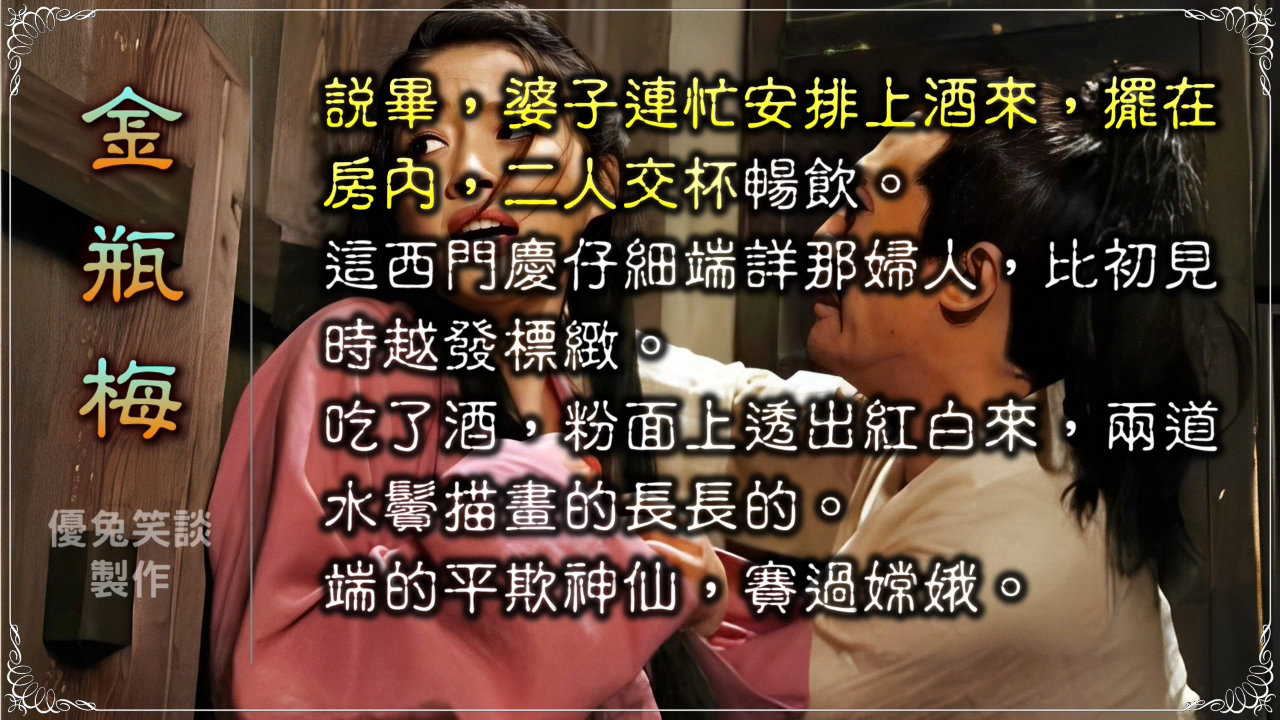 金瓶梅
優兔笑談
製作
説畢，婆子連忙安排上酒來，擺在
房內，二人交杯暢飲。
這西門慶仔細端詳那婦人，比初見
時越發標緻。
吃了酒，粉面上透出紅白來，兩道
水鬢描畫的長長的。
端的平欺神仙，賽過嫦娥。